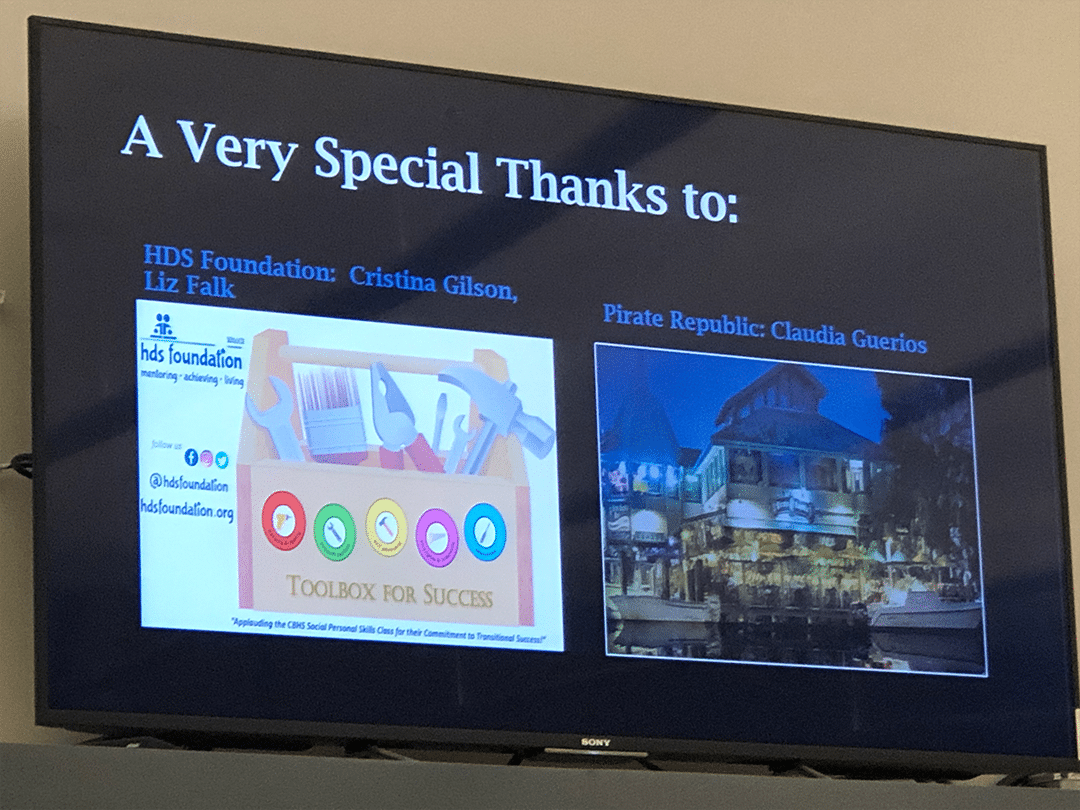 A Very Special Thanks to:
HDS Foundation: Cristina Gilson,
Liz Falk
Pirate Republic: Claudia Guerios
hds foundation
mentoring - achieving - living
follow us
@hdsfoundation
hdsfoundation.org
TOOLBOX FOR SUCCESS
"Applauding the CBHS Social Personal Skills Class for their Commitment to Transitional Success!"
SONY